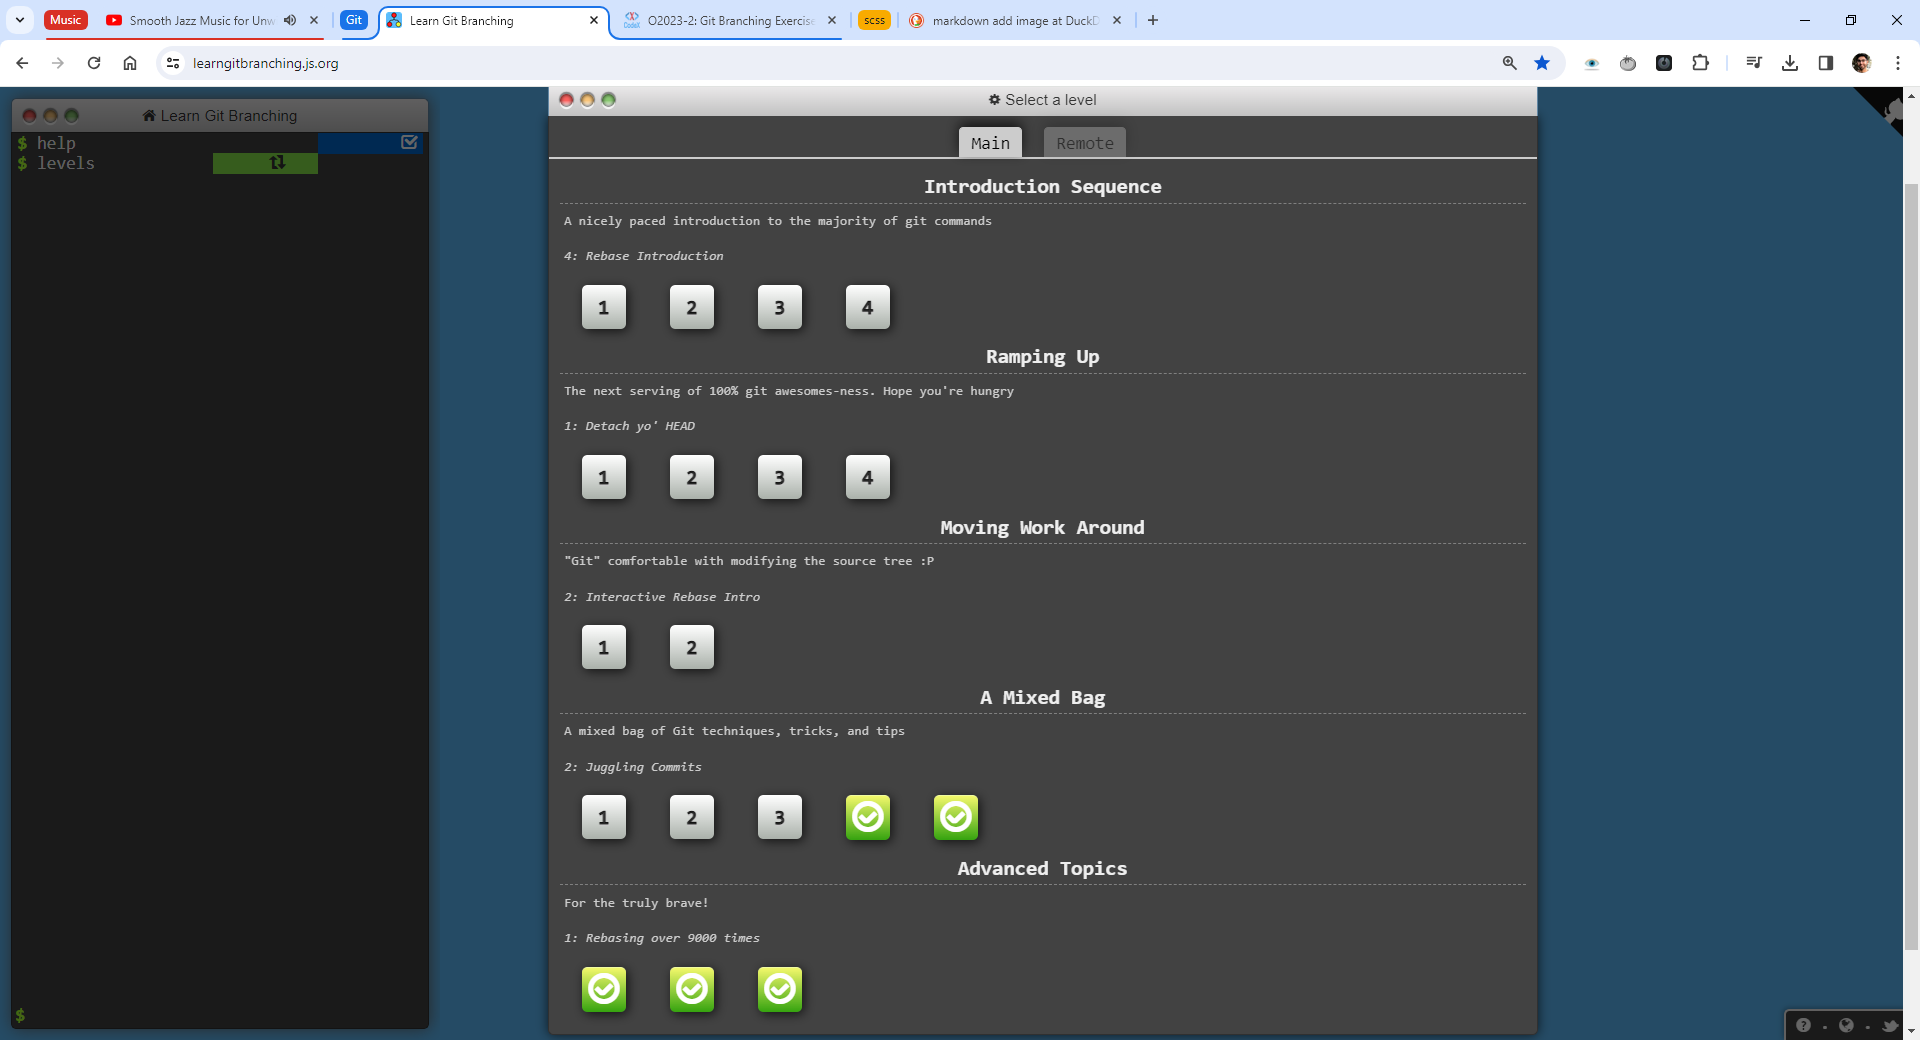 Music
Smooth Jazz Music for Unw
Git
Learn Git Branching
O2023-2: Git Branching Exercise
scss
markdown add image at DuckD
learngitbranching.js.org
Learn Git Branching
$ help
$ levels
$
Select a level
Main
Remote
Introduction Sequence
A nicely paced introduction to the majority of git commands
4: Rebase Introduction
1 2 3 4
Ramping Up
The next serving of 100% git awesomes-ness. Hope you're hungry
1: Detach yo' HEAD
1 2 3 4
Moving Work Around
"Git" comfortable with modifying the source tree :P
2: Interactive Rebase Intro
1 2
A Mixed Bag
A mixed bag of Git techniques, tricks, and tips
2: Juggling Commits
1 2 3
Advanced Topics
For the truly brave!
1: Rebasing over 9000 times